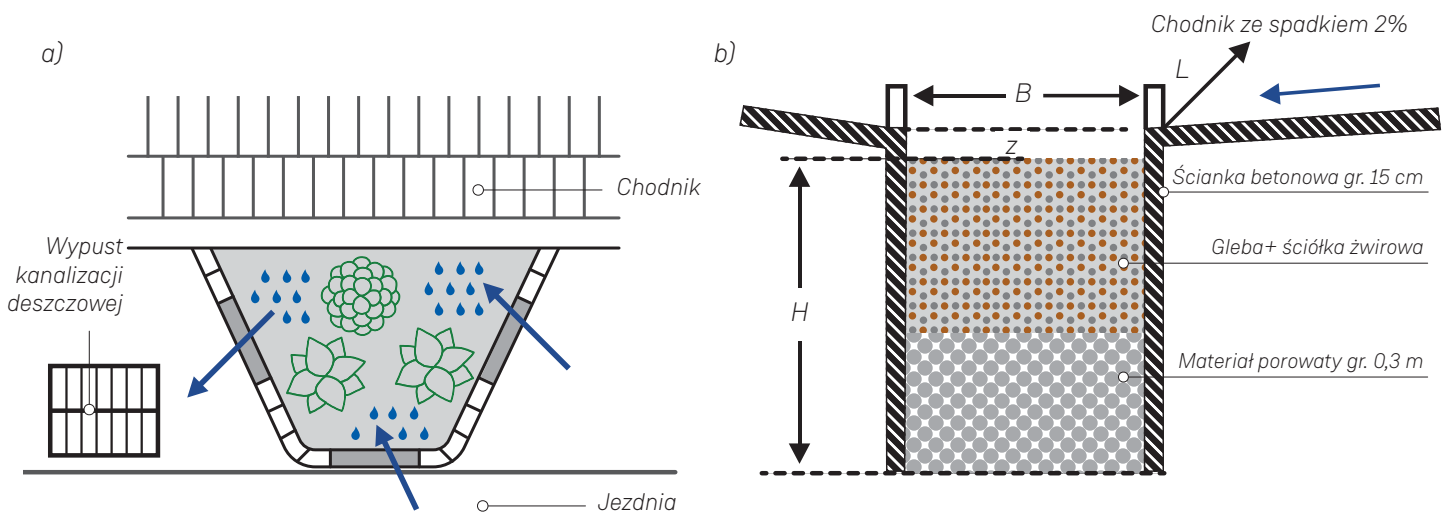 a)
Chodnik
Wypust
kanalizacji
deszczowej
Jezdnia
b)
Chodnik ze spadkiem 2%
L
B
z
H
Ścianka betonowa gr. 15 cm
Gleba+ ściółka żwirowa
Materiał porowaty gr. 0,3 m